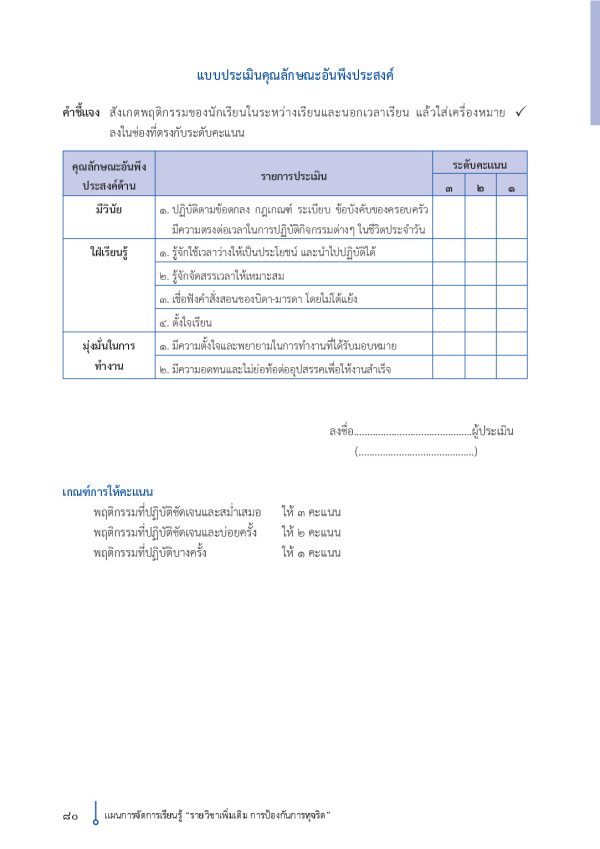 แบบประเมินคุณลักษณะอันพึงประสงค์
คำชี้แจง สังเกตพฤติกรรมของนักเรียนในระหว่างเรียนและนอกเวลาเรียน แล้วใส่เครื่องหมาย ✓
ลงในช่องที่ตรงกับระดับคะแนน
คุณลักษณะอันพึง
ประสงค์ด้าน
รายการประเมิน
ระดับคะแนน
๓ ๒ ๑
มีวินัย
๑. ปฏิบัติตามข้อตกลง กฎเกณฑ์ ระเบียบ ข้อบังคับของครอบครัว
มีความตรงต่อเวลาในการปฏิบัติกิจกรรมต่างๆ ในชีวิตประจำวัน
ใฝ่เรียนรู้
๑. รู้จักใช้เวลาว่างให้เป็นประโยชน์ และนำไปปฏิบัติได้
๒. รู้จักจัดสรรเวลาให้เหมาะสม
๓. เชื่อฟังคำสั่งสอนของบิดา-มารดา โดยไม่โต้แย้ง
๔. ตั้งใจเรียน
มุ่งมั่นในการ
ทำงาน
๑. มีความตั้งใจและพยายามในการทำงานที่ได้รับมอบหมาย
๒. มีความอดทนและไม่ย่อท้อต่ออุปสรรคเพื่อให้งานสำเร็จ
ลงชื่อ............................................ผู้ประเมิน
(...........................................)
เกณฑ์การให้คะแนน
พฤติกรรมที่ปฏิบัติชัดเจนและสม่ำเสมอ ให้ ๓ คะแนน
พฤติกรรมที่ปฏิบัติชัดเจนและบ่อยครั้ง ให้ ๒ คะแนน
พฤติกรรมที่ปฏิบัติบางครั้ง ให้ ๑ คะแนน
๘๐ แผนการจัดการเรียนรู้ “รายวิชาเพิ่มเติม การป้องกันการทุจริต”